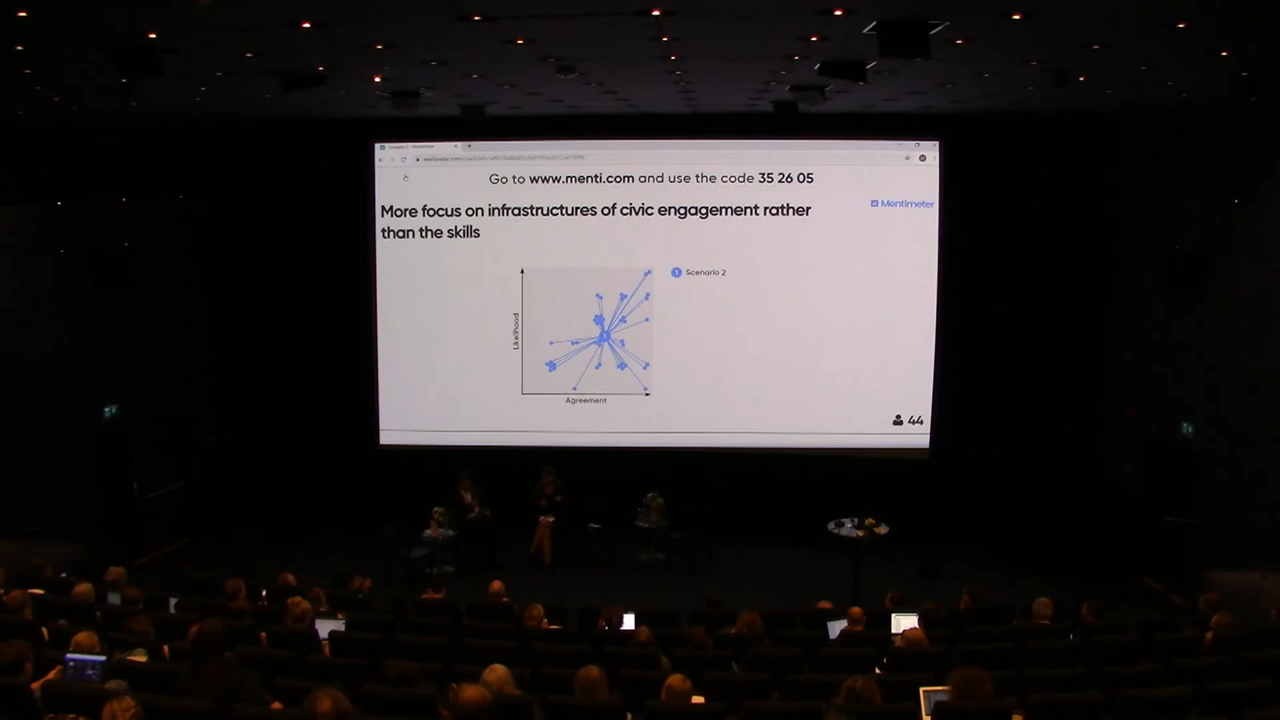 Go to www.menti.com and use the code 35 26 05
Mentimeter
More focus on infrastructures of civic engagement rather
than the skills
1 Scenario 2
Likelihood
Agreement
44